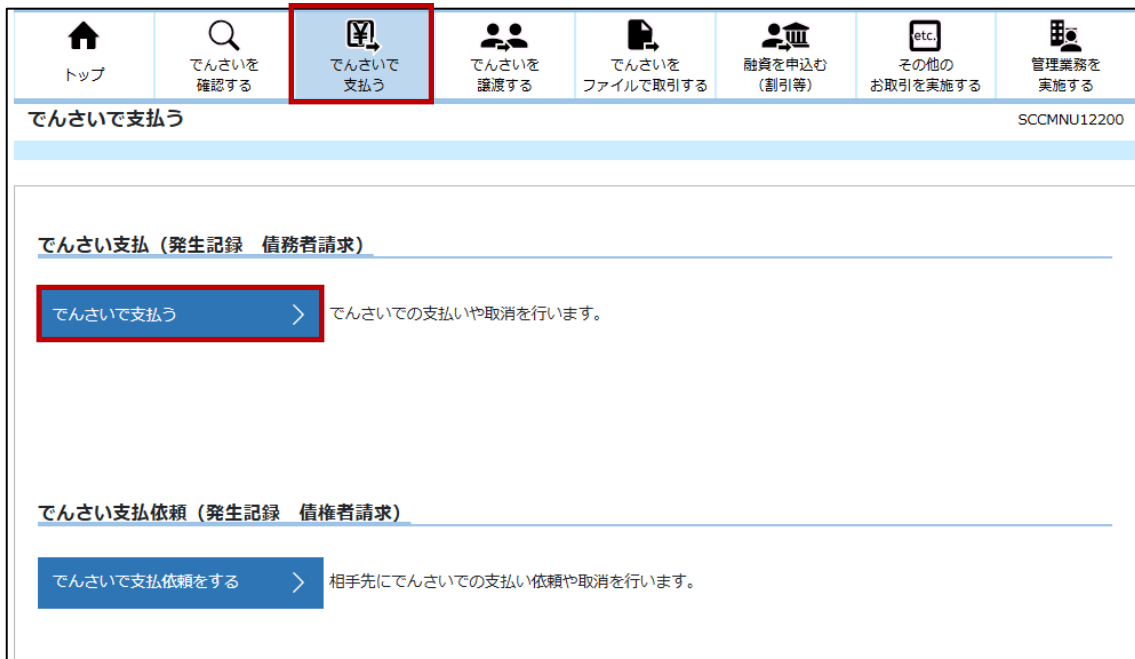 トップ
でんさいを
確認する
でんさいで
支払う
でんさいを
譲渡する
でんさいを
ファイルで取引する
融資を申込む
(割引等)
etc.
その他の
お取引を実施する
管理業務を
実施する
でんさいで支払う
SCCMNU12200
でんさい支払（発生記録　債務者請求）
でんさいで支払う
でんさいでの支払いや取消を行います。
でんさい支払依頼（発生記録　債権者請求）
でんさいで支払依頼をする
相手先にでんさいでの支払い依頼や取消を行います。